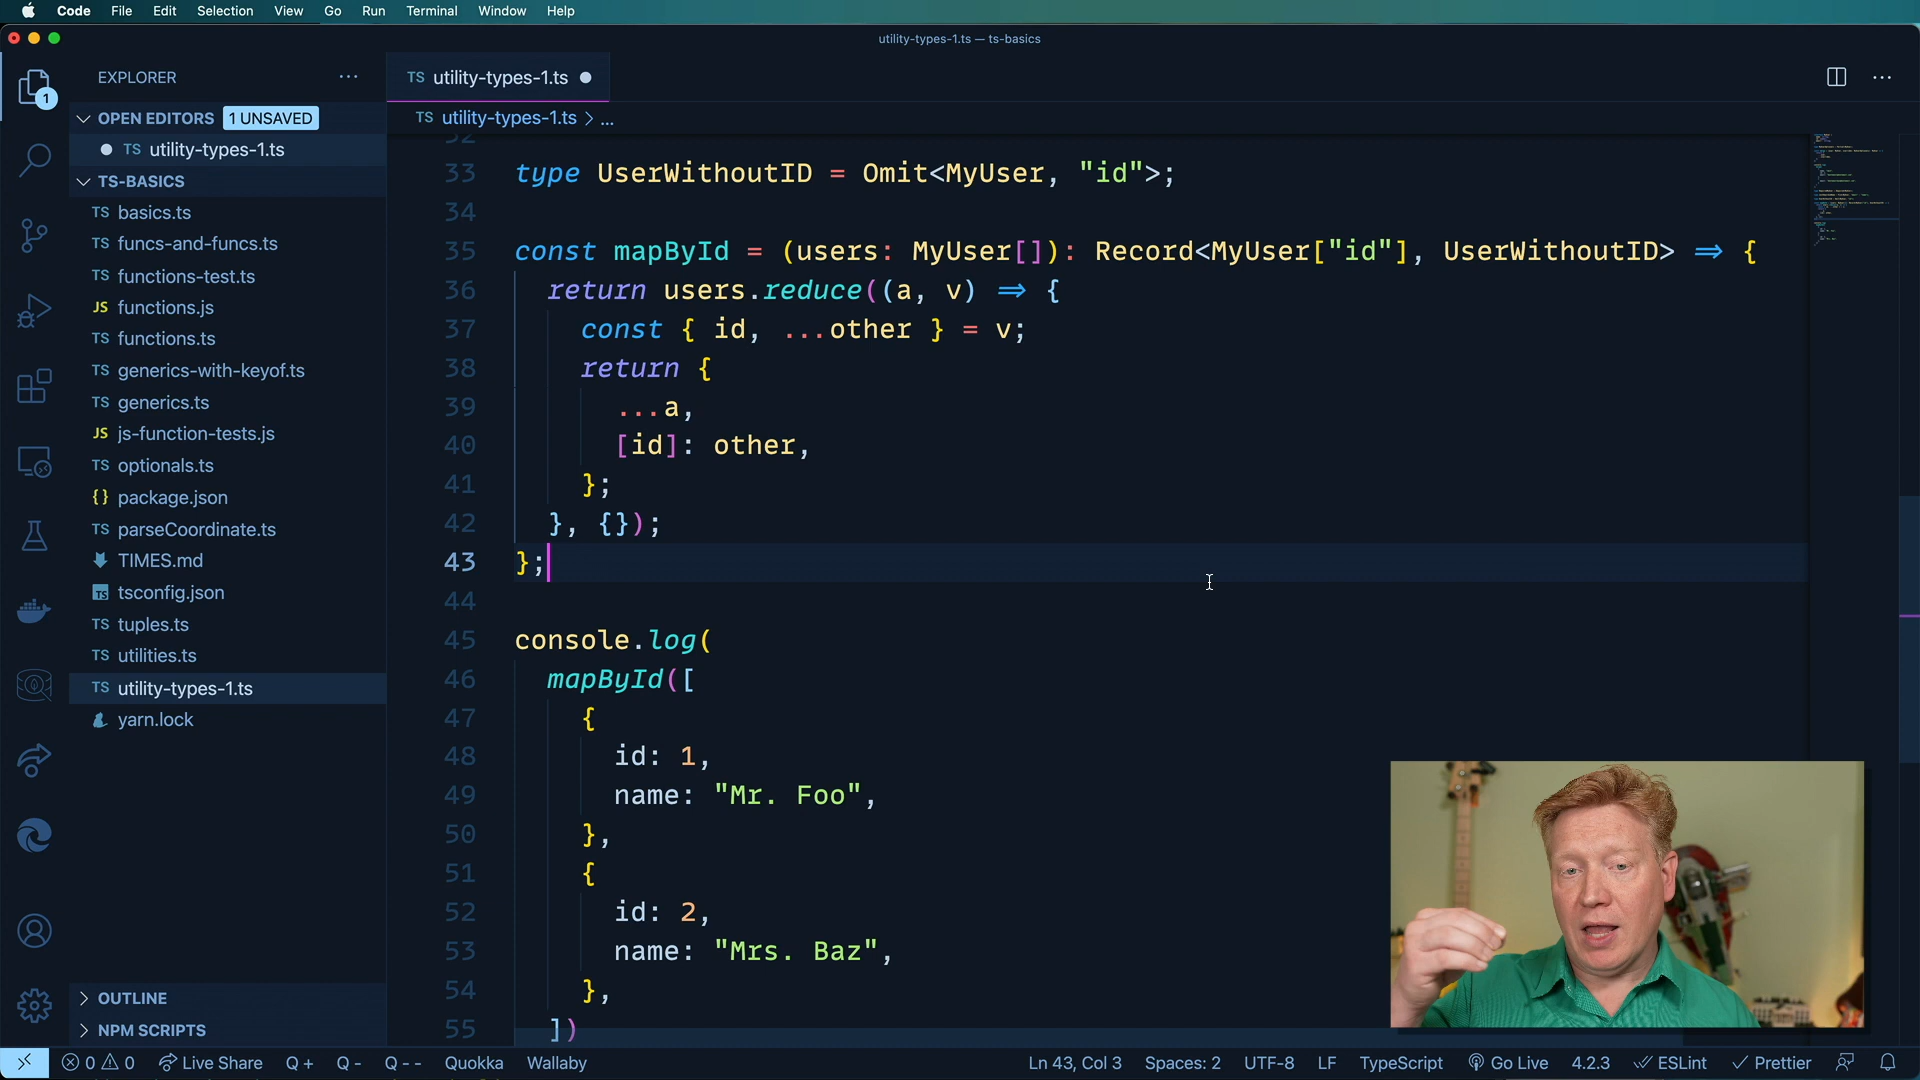 Code File Edit Selection View Go Run Terminal Window Help
utility-types-1.ts — ts-basics
EXPLORER ...
TS utility-types-1.ts
OPEN EDITORS 1 UNSAVED
TS utility-types-1.ts > ...
TS utility-types-1.ts
TS-BASICS
TS basics.ts
TS funcs-and-funcs.ts
TS functions-test.ts
JS functions.js
TS functions.ts
TS generics-with-keyof.ts
TS generics.ts
JS js-function-tests.js
TS optionals.ts
{} package.json
TS parseCoordinate.ts
TIMES.md
TS tsconfig.json
TS tuples.ts
TS utilities.ts
TS utility-types-1.ts
yarn.lock
OUTLINE
NPM SCRIPTS
1
32
33 type UserWithoutID = Omit<MyUser, "id">;
34
35 const mapById = (users: MyUser[]): Record<MyUser["id"], UserWithoutID> => {
36 return users.reduce((a, v) => {
37 const { id, ...other } = v;
38 return {
39 ...a,
40 [id]: other,
41 };
42 }, {});
43 };
44
45 console.log(
46 mapById([
47 {
48 id: 1,
49 name: "Mr. Foo",
50 },
51 {
52 id: 2,
53 name: "Mrs. Baz",
54 },
55 ])
0 0 Live Share Q + Q - Q - - Quokka Wallaby Ln 43, Col 3 Spaces: 2 UTF-8 LF TypeScript Go Live 4.2.3 ESLint Prettier